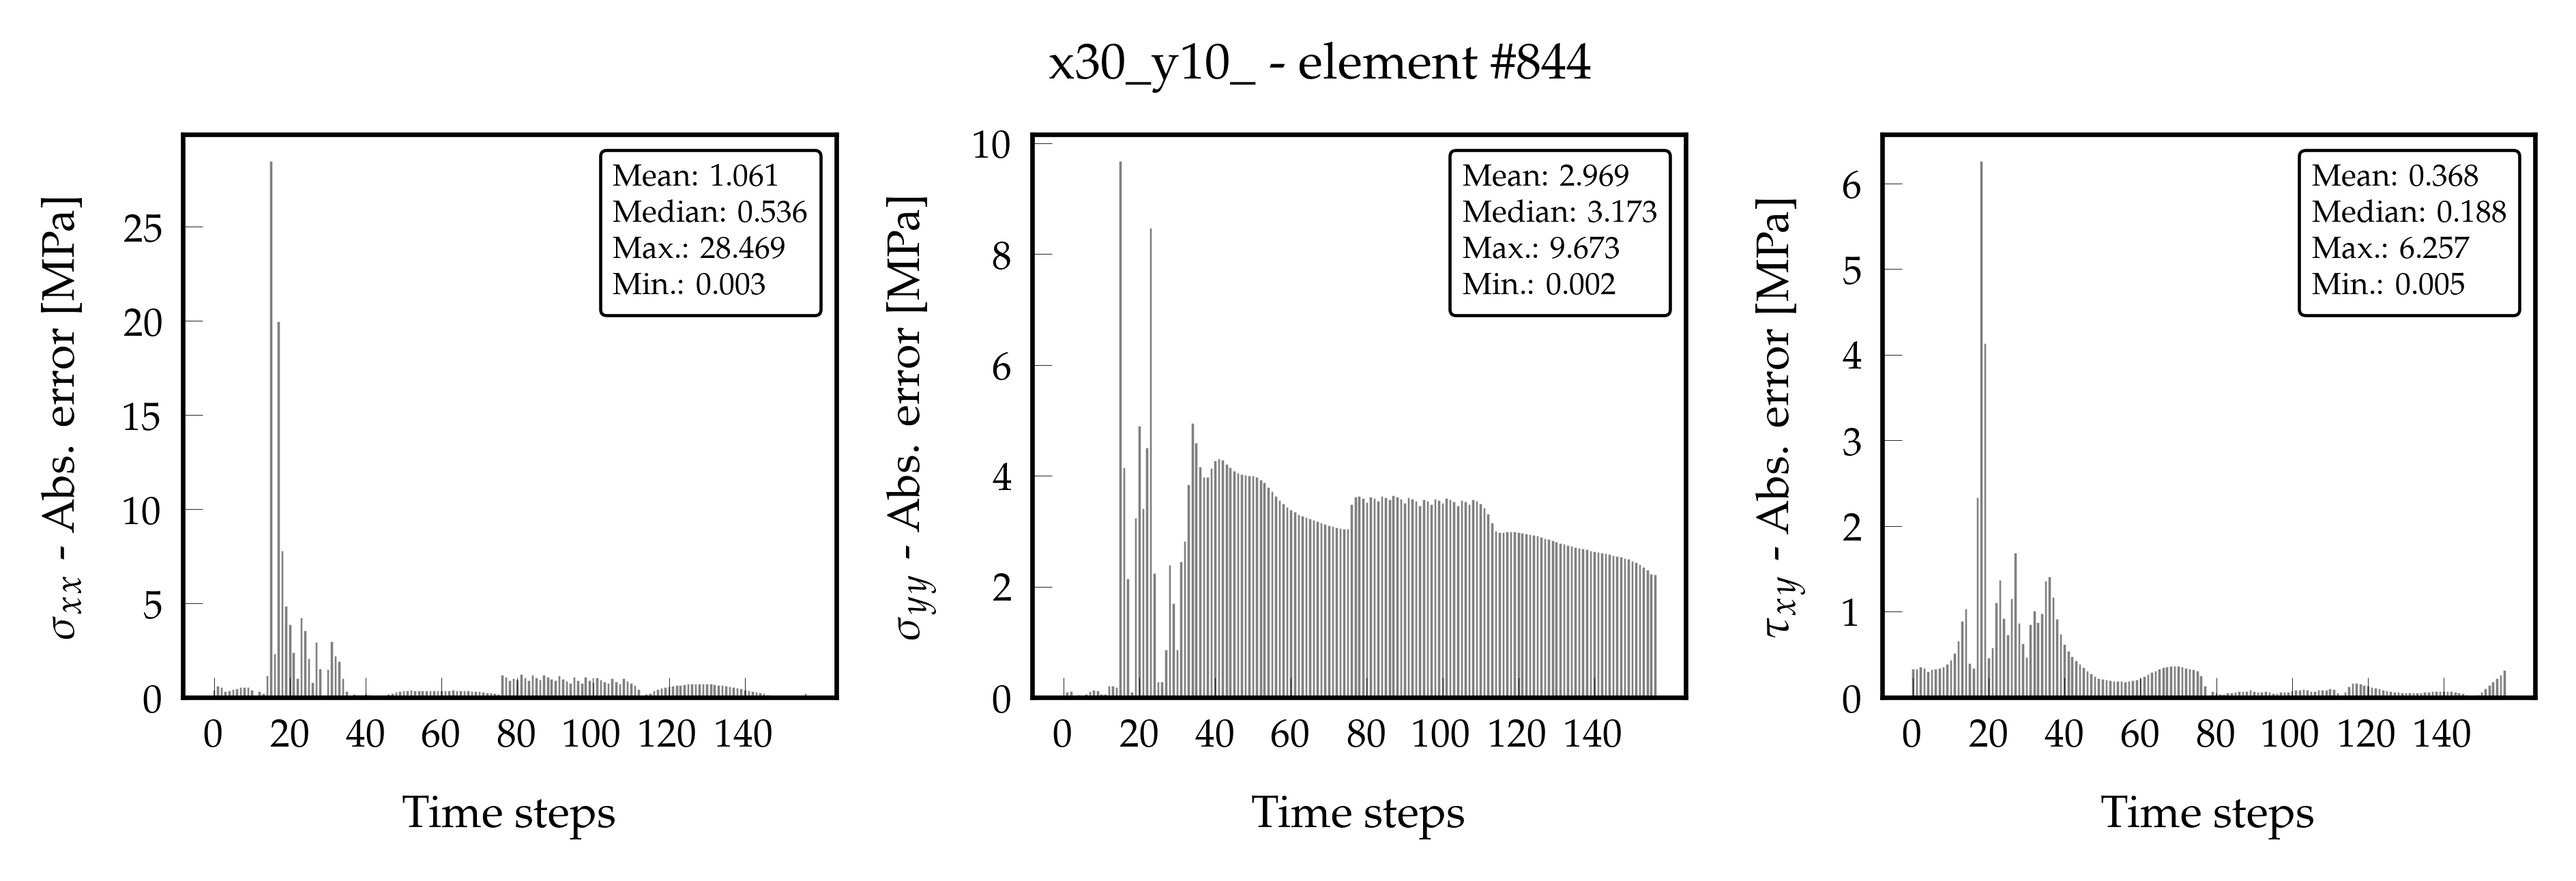 x30_y10_ - element #844
σxx - Abs. error [MPa]
25
20
15
10
5
0
Mean: 1.061
Median: 0.536
Max.: 28.469
Min.: 0.003
0 20 40 60 80 100 120 140
Time steps
σyy - Abs. error [MPa]
10
8
6
4
2
0
Mean: 2.969
Median: 3.173
Max.: 9.673
Min.: 0.002
0 20 40 60 80 100 120 140
Time steps
τxy - Abs. error [MPa]
6
5
4
3
2
1
0
Mean: 0.368
Median: 0.188
Max.: 6.257
Min.: 0.005
0 20 40 60 80 100 120 140
Time steps